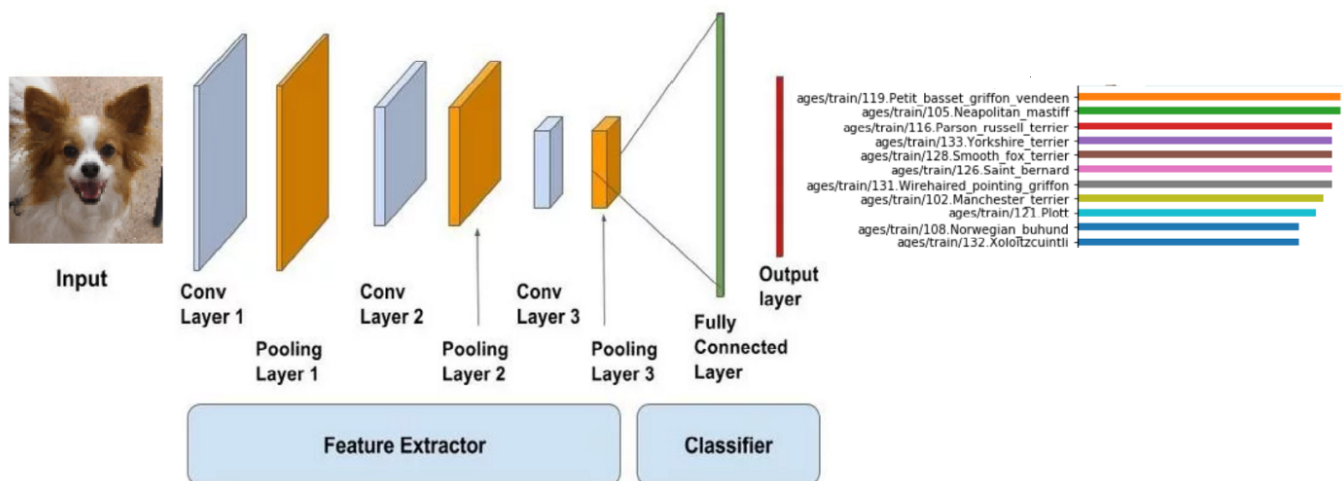 Input
Conv
Layer 1
Pooling
Layer 1
Conv
Layer 2
Pooling
Layer 2
Conv
Layer 3
Pooling
Layer 3
Fully
Connected
Layer
Output
layer
Feature Extractor
Classifier
ages/train/119.Petit_basset_griffon_vendeen
ages/train/105.Neapolitan_mastiff
ages/train/116.Parson_russell_terrier
ages/train/133.Yorkshire_terrier
ages/train/128.Smooth_fox_terrier
ages/train/126.Saint_bernard
ages/train/131.Wirehaired_pointing_griffon
ages/train/102.Manchester_terrier
ages/train/121.Plott
ages/train/108.Norwegian_buhund
ages/train/132.Xoloitzcuintli